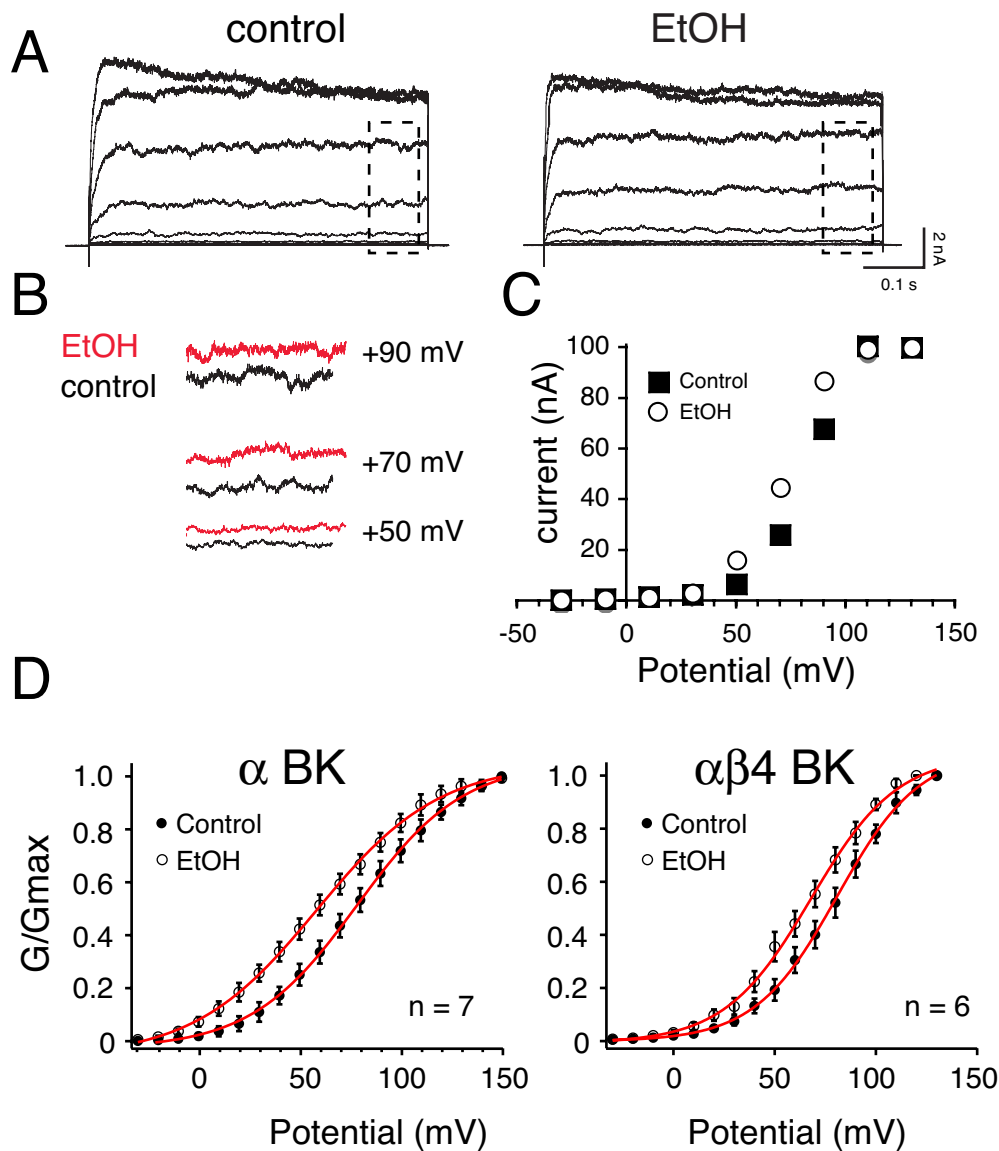 A
control
EtOH
2 nA
0.1 s
B
EtOH
control
+90 mV
+70 mV
+50 mV
C
current (nA)
100
80
60
40
20
Control
EtOH
-50
0
50
100
150
Potential (mV)
D
α BK
G/Gmax
1.0
0.8
0.6
0.4
0.2
0
Control
EtOH
n = 7
0
50
100
150
Potential (mV)
αβ4 BK
1.0
0.8
0.6
0.4
0.2
0
Control
EtOH
n = 6
0
50
100
150
Potential (mV)